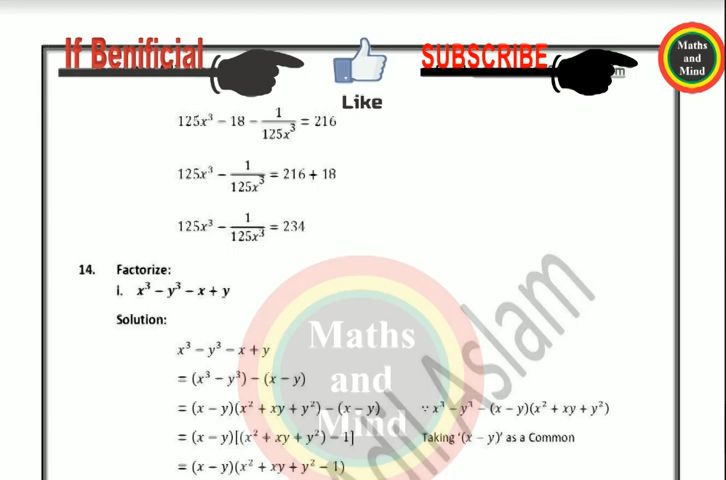 If Benificial
Like
SUBSCRIBE
m
Maths
and
Mind
125x³ − 18 − 1/(125x³) = 216
125x³ − 1/(125x³) = 216 + 18
125x³ − 1/(125x³) = 234
14. Factorize:
i. x³ − y³ − x + y
Solution:
x³ − y³ − x + y
= (x³ − y³) − (x − y)
= (x − y)(x² + xy + y²) − (x − y) ∵ x³ − y³ − (x − y)(x² + xy + y²)
= (x − y)[(x² + xy + y²) − 1] Taking ‘(x − y)’ as a Common
= (x − y)(x² + xy + y² − 1)
Maths
and
Mind
Adil Aslam